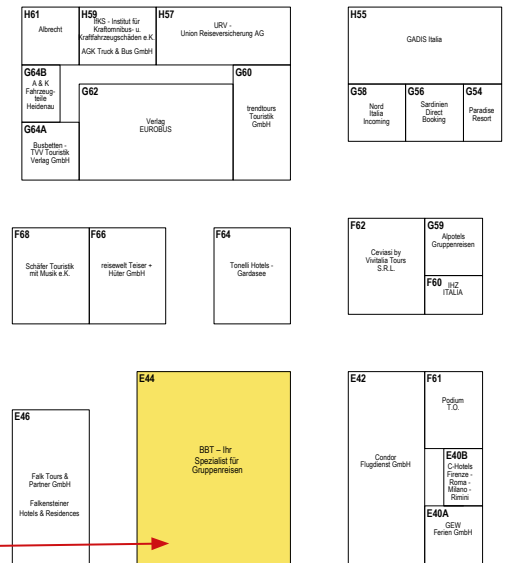 H61
Albrecht
H59
IfKS - Institut für
Kraftomnibus- u.
Kraftfahrzeugschäden e.K.
AGK Truck & Bus GmbH
H57
URV -
Union Reiseversicherung AG
H55
GADIS Italia
G64B
A & K
Fahrzeug-
teile
Heidenau
G62
Verlag
EUROBUS
G60
trendtours
Touristik
GmbH
G58
Nord
Italia
Incoming
G56
Sardinien
Direct
Booking
G54
Paradise
Resort
G64A
Busbetten -
TVV Touristik
Verlag GmbH
F68
Schäfer Touristik
mit Musik e.K.
F66
reisewelt Teiser +
Hüter GmbH
F64
Tonelli Hotels -
Gardasee
F62
Ceviasi by
Vivitalia Tours
S.R.L.
G59
Alpotels
Gruppenreisen
F60
IHZ
ITALIA
E44
BBT – Ihr
Spezialist für
Gruppenreisen
E42
Condor
Flugdienst GmbH
F61
Podium
T.O.
E46
Falk Tours &
Partner GmbH
Falkensteiner
Hotels & Residences
E40B
C-Hotels
Firenze -
Roma -
Milano -
Rimini
E40A
GEW
Ferien GmbH